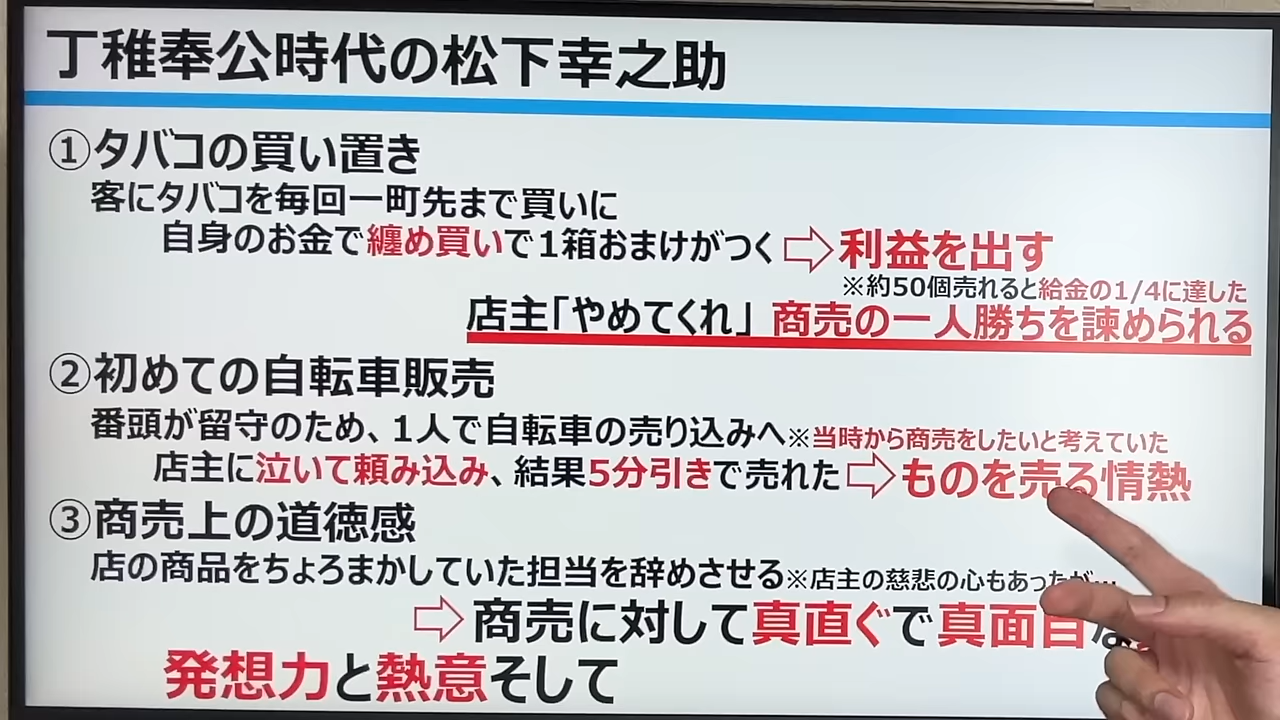 丁稚奉公時代の松下幸之助
①タバコの買い置き
客にタバコを毎回一町先まで買いに
自身のお金で纏め買いで1箱おまけがつく⇨利益を出す
※約50個売れると給金の1/4に達した
店主「やめてくれ」 商売の一人勝ちを諫められる
②初めての自転車販売
番頭が留守のため、1人で自転車の売り込みへ※当時から商売をしたいと考えていた
店主に泣いて頼み込み、結果5分引きで売れた⇨ものを売る情熱
③商売上の道徳感
店の商品をちょろまかしていた担当を辞めさせる※店主の慈悲の心もあったが…
⇨商売に対して真直ぐで真面目な
発想力と熱意そして